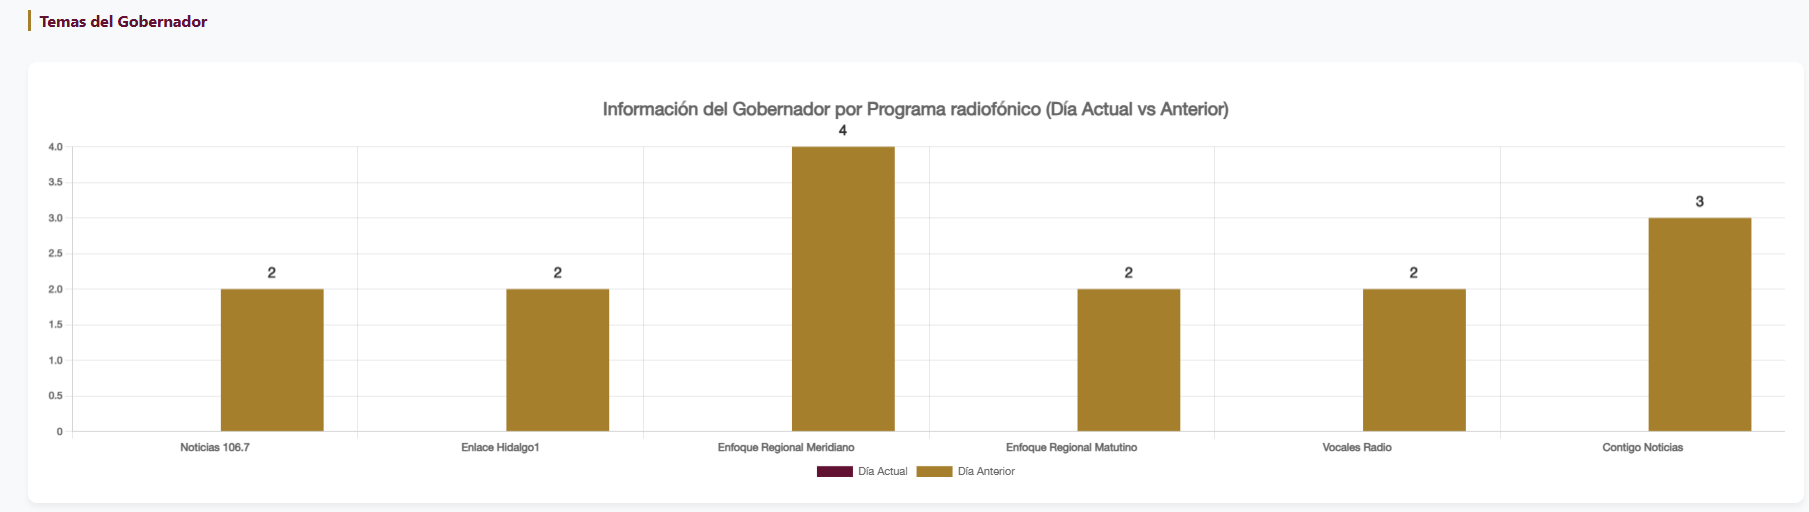 Temas del Gobernador
Información del Gobernador por Programa radiofónico (Día Actual vs Anterior)
4.0
3.5
3.0
2.5
2.0
1.5
1.0
0.5
0
2
2
4
2
2
3
Noticias 106.7
Enlace Hidalgo1
Enfoque Regional Meridiano
Enfoque Regional Matutino
Vocales Radio
Contigo Noticias
Día Actual
Día Anterior